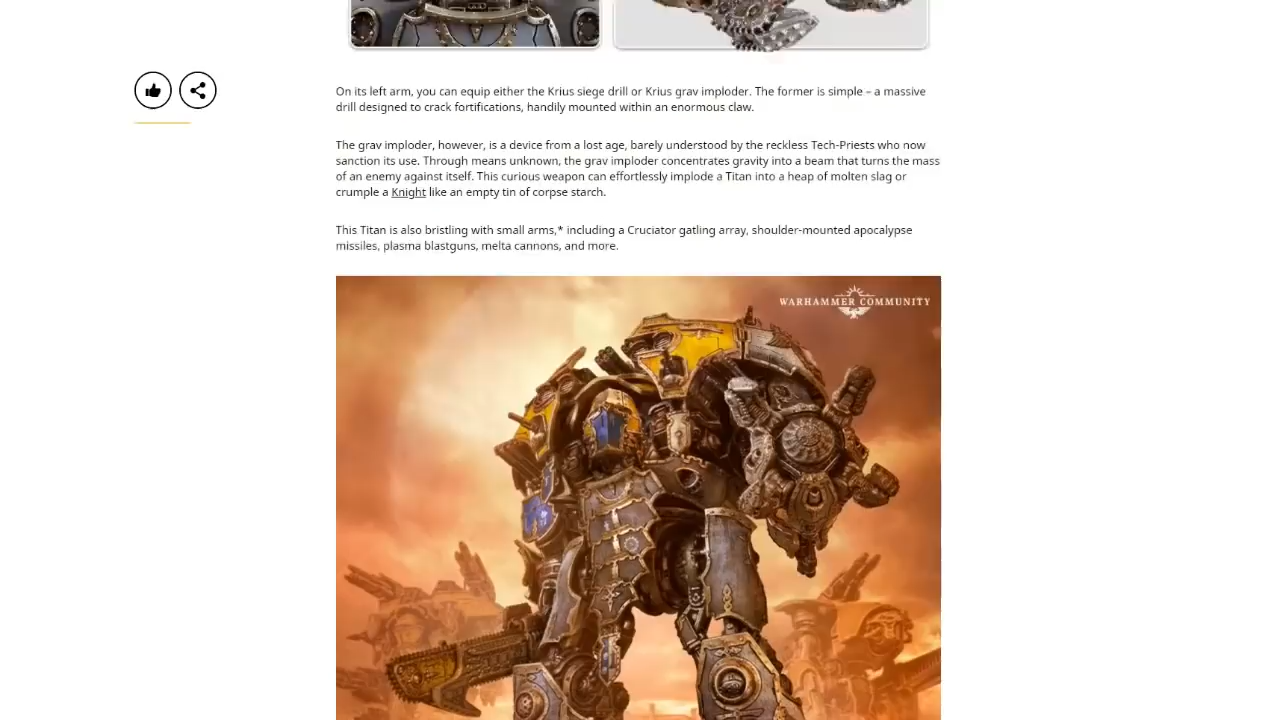 On its left arm, you can equip either the Krius siege drill or Krius grav imploder. The former is simple – a massive
drill designed to crack fortifications, handily mounted within an enormous claw.
The grav imploder, however, is a device from a lost age, barely understood by the reckless Tech-Priests who now
sanction its use. Through means unknown, the grav imploder concentrates gravity into a beam that turns the mass
of an enemy against itself. This curious weapon can effortlessly implode a Titan into a heap of molten slag or
crumple a Knight like an empty tin of corpse starch.
This Titan is also bristling with small arms,* including a Cruciator gatling array, shoulder-mounted apocalypse
missiles, plasma blastguns, melta cannons, and more.
WARHAMMER COMMUNITY